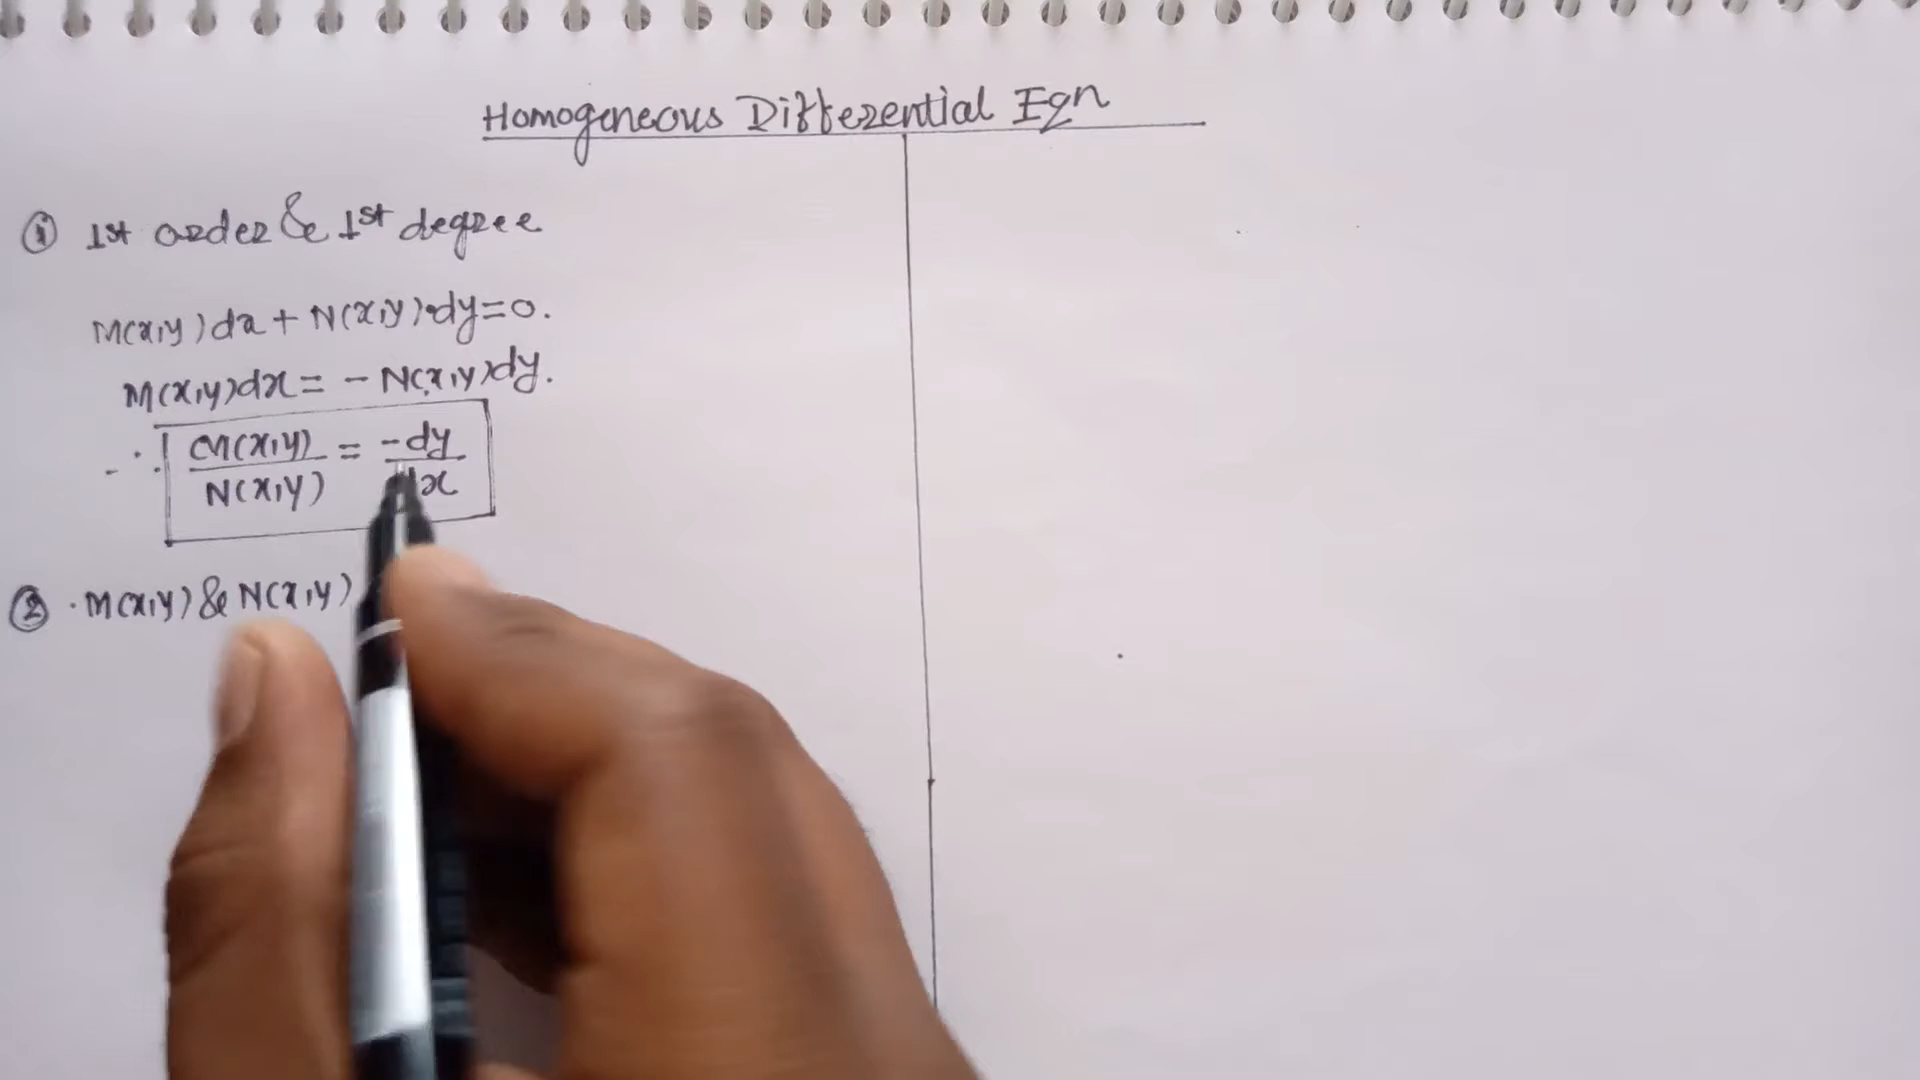 Homogeneous Differential Eqn
① 1st order & 1st degree
M(x,y)dx + N(x,y)·dy = 0.
M(x,y)dx = - N(x,y)dy.
∴ M(x,y)/N(x,y) = -dy/dx
② · M(x,y) & N(x,y)